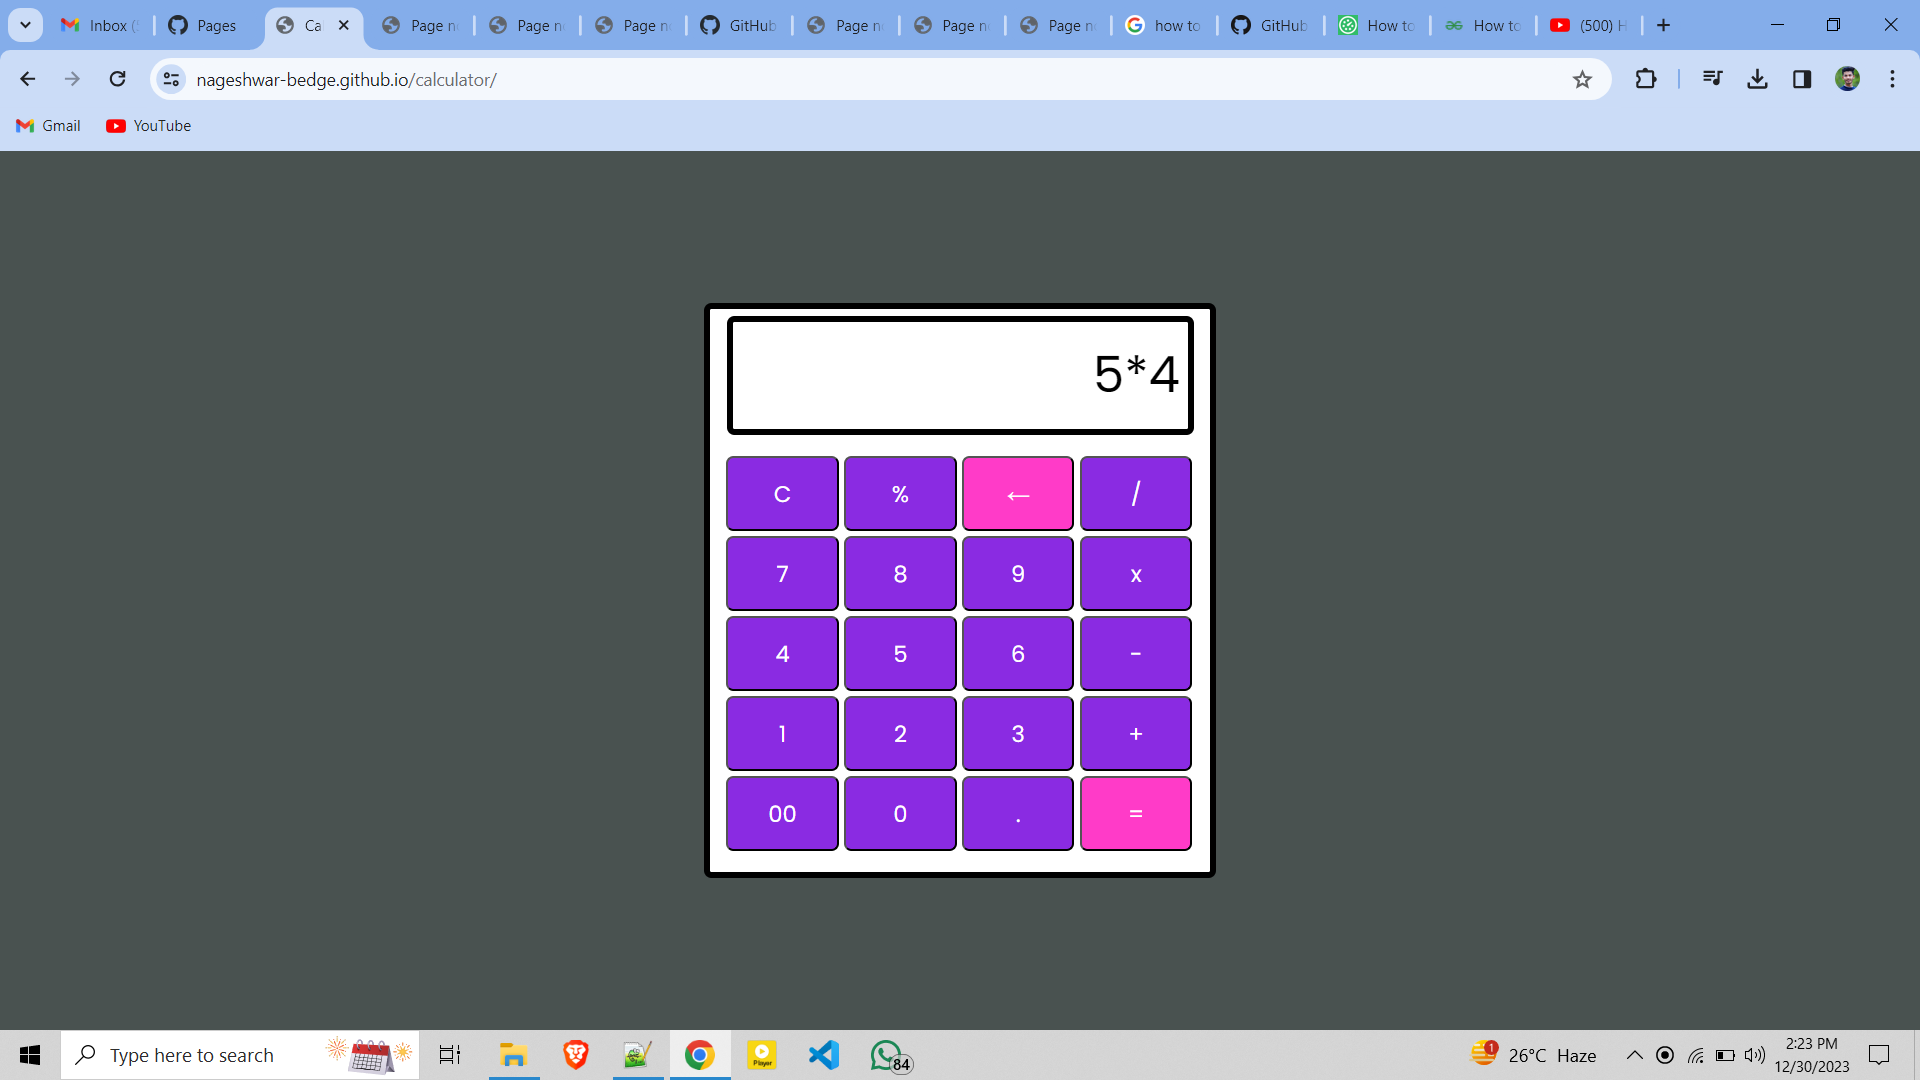 Inbox (
Pages
Ca
Page n
Page n
Page n
GitHub
Page n
Page n
Page n
how to
GitHub
How to
How to
(500) H
nageshwar-bedge.github.io/calculator/
Gmail
YouTube
5*4
C % ← /
7 8 9 x
4 5 6 -
1 2 3 +
00 0 . =
Type here to search
Player
84
1
26°C Haze
2:23 PM
12/30/2023